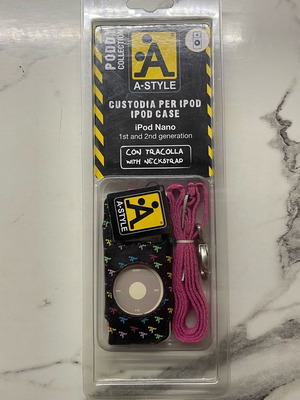 PODDY
COLLECTION
A-STYLE
CUSTODIA PER IPOD
IPOD CASE
iPod Nano
1st and 2nd generation
CON TRACOLLA
WITH NECKSTRAP
A-STYLE